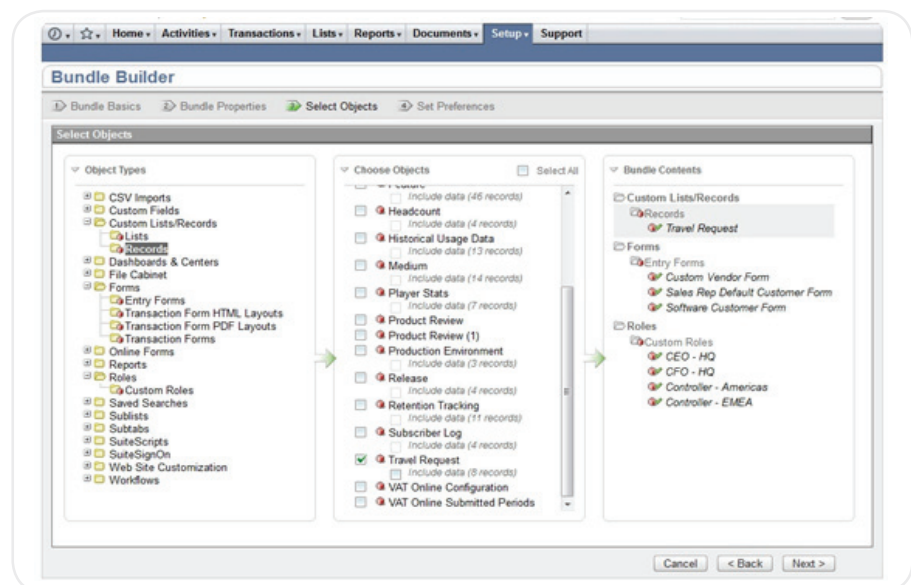 Home Activities Transactions Lists Reports Documents Setup Support
Bundle Builder
1 Bundle Basics 2 Bundle Properties 3 Select Objects 4 Set Preferences
Select Objects
Object Types
CSV Imports
Custom Fields
Custom Lists/Records
Lists
Records
Dashboards & Centers
File Cabinet
Forms
Entry Forms
Transaction Form HTML Layouts
Transaction Form PDF Layouts
Transaction Forms
Online Forms
Reports
Roles
Custom Roles
Saved Searches
Sublists
Subtabs
SuiteScripts
SuiteSignOn
Web Site Customization
Workflows
Choose Objects Select All
Feature
Include data (46 records)
Headcount
Include data (4 records)
Historical Usage Data
Include data (13 records)
Medium
Include data (14 records)
Player Stats
Include data (7 records)
Product Review
Product Review (1)
Production Environment
Include data (3 records)
Release
Include data (4 records)
Retention Tracking
Include data (11 records)
Subscriber Log
Include data (4 records)
Travel Request
Include data (8 records)
VAT Online Configuration
VAT Online Submitted Periods
Bundle Contents
Custom Lists/Records
Records
Travel Request
Forms
Entry Forms
Custom Vendor Form
Sales Rep Default Customer Form
Software Customer Form
Roles
Custom Roles
CEO - HQ
CFO - HQ
Controller - Americas
Controller - EMEA
Cancel < Back Next >